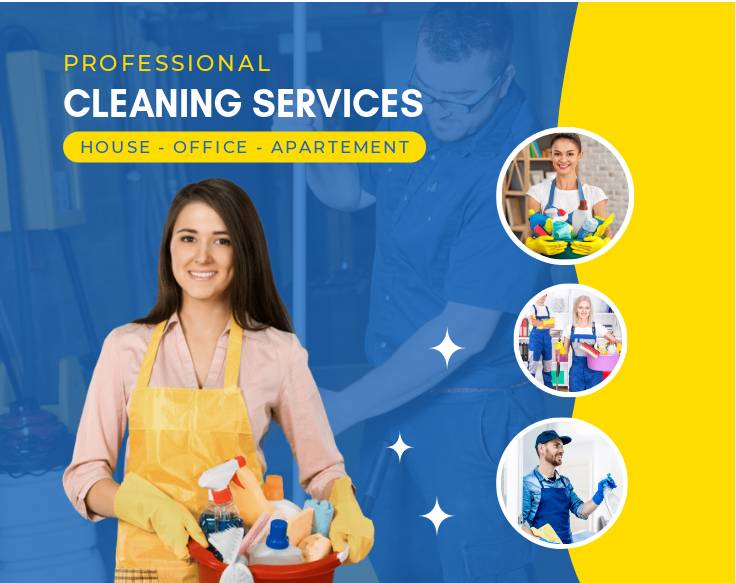 PROFESSIONAL
CLEANING SERVICES
HOUSE - OFFICE - APARTEMENT